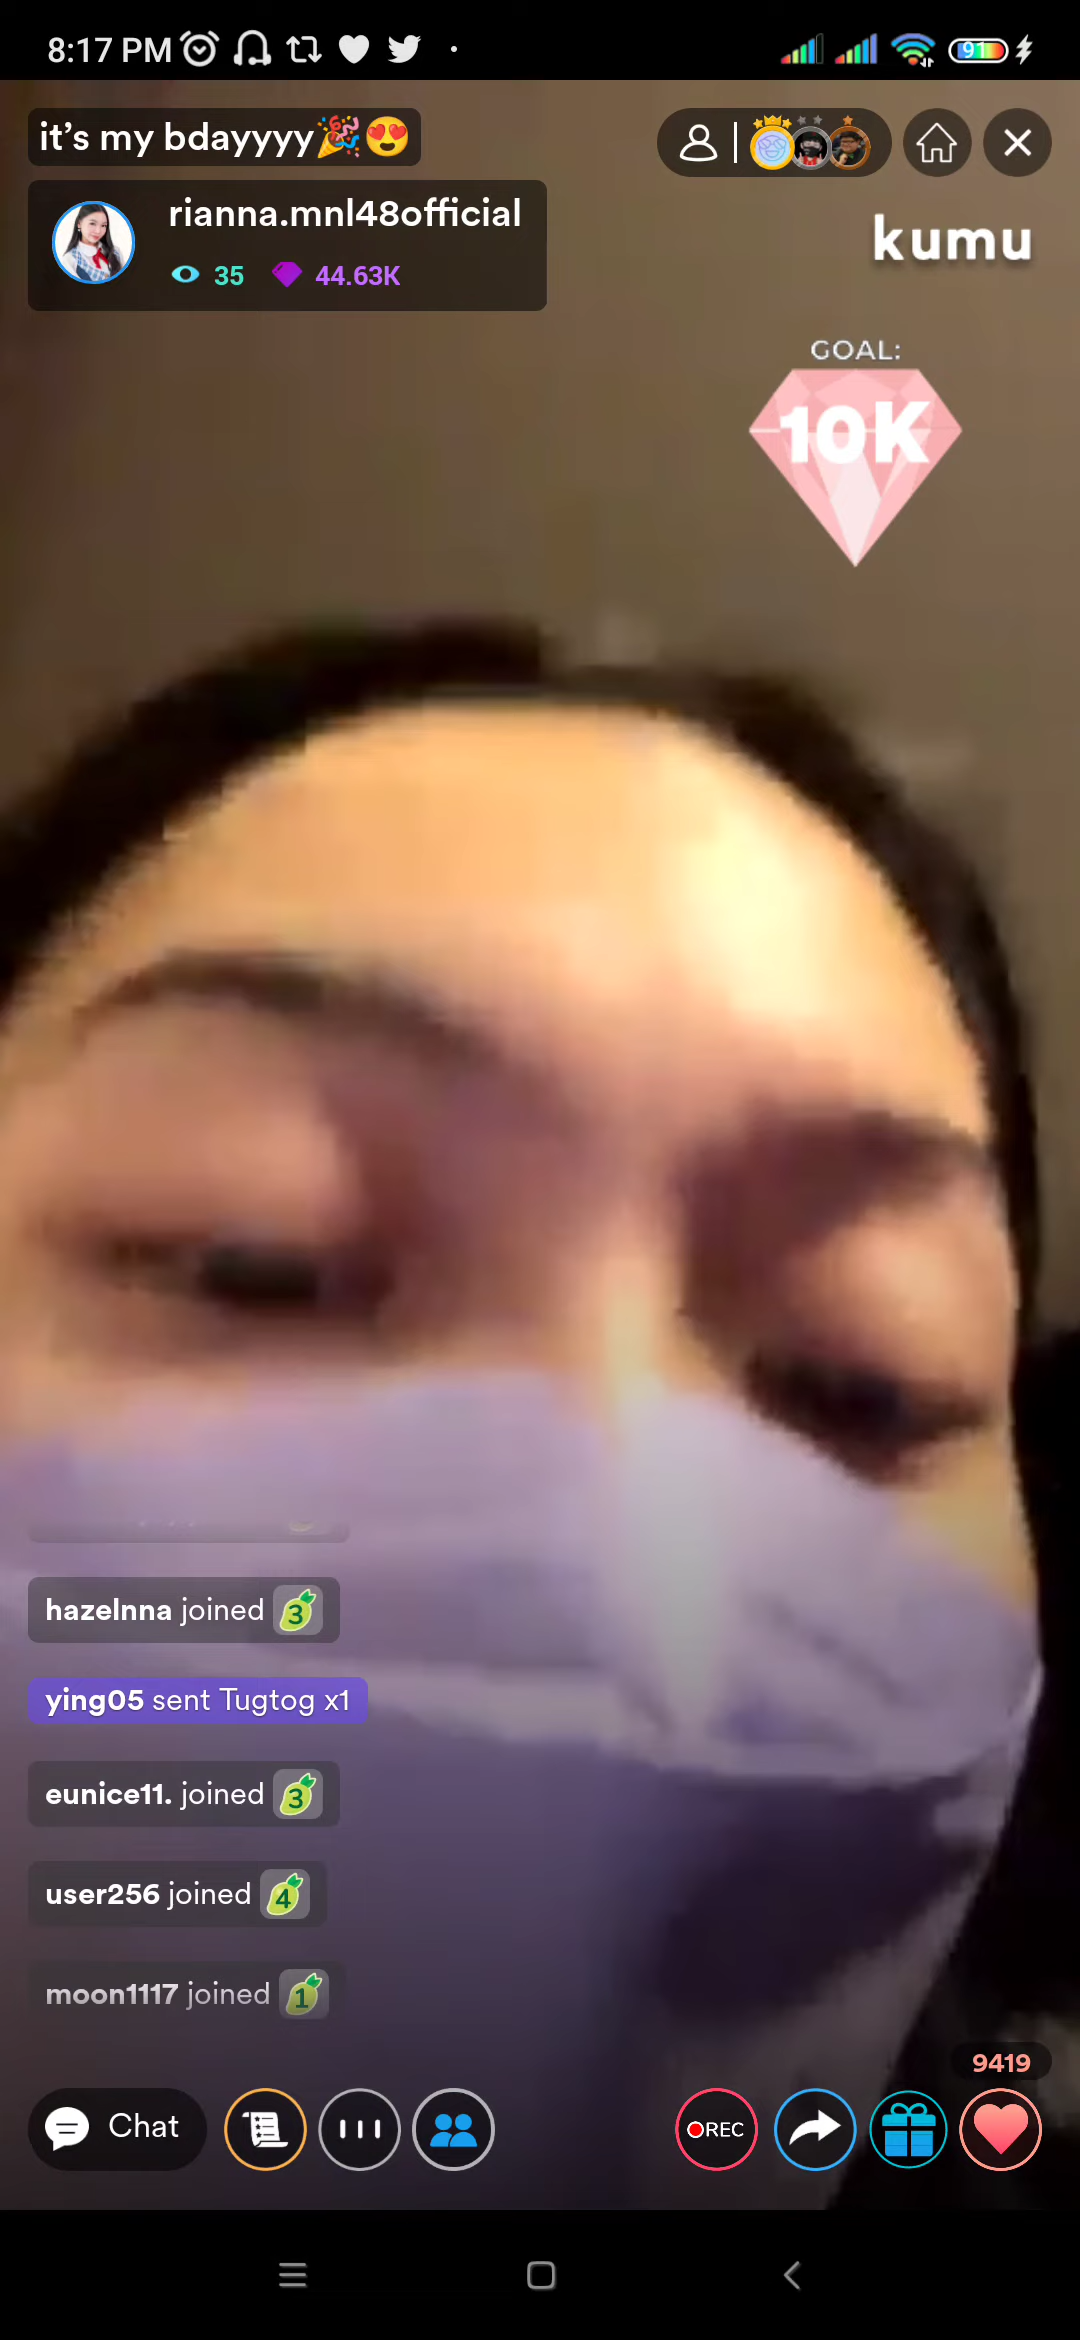 8:17 PM
91
it's my bdayyyy🎉😍
rianna.mnl48official
35 44.63K
kumu
GOAL:
10K
hazelnna joined 3
ying05 sent Tugtog x1
eunice11. joined 3
user256 joined 4
moon1117 joined 1
9419
Chat
REC